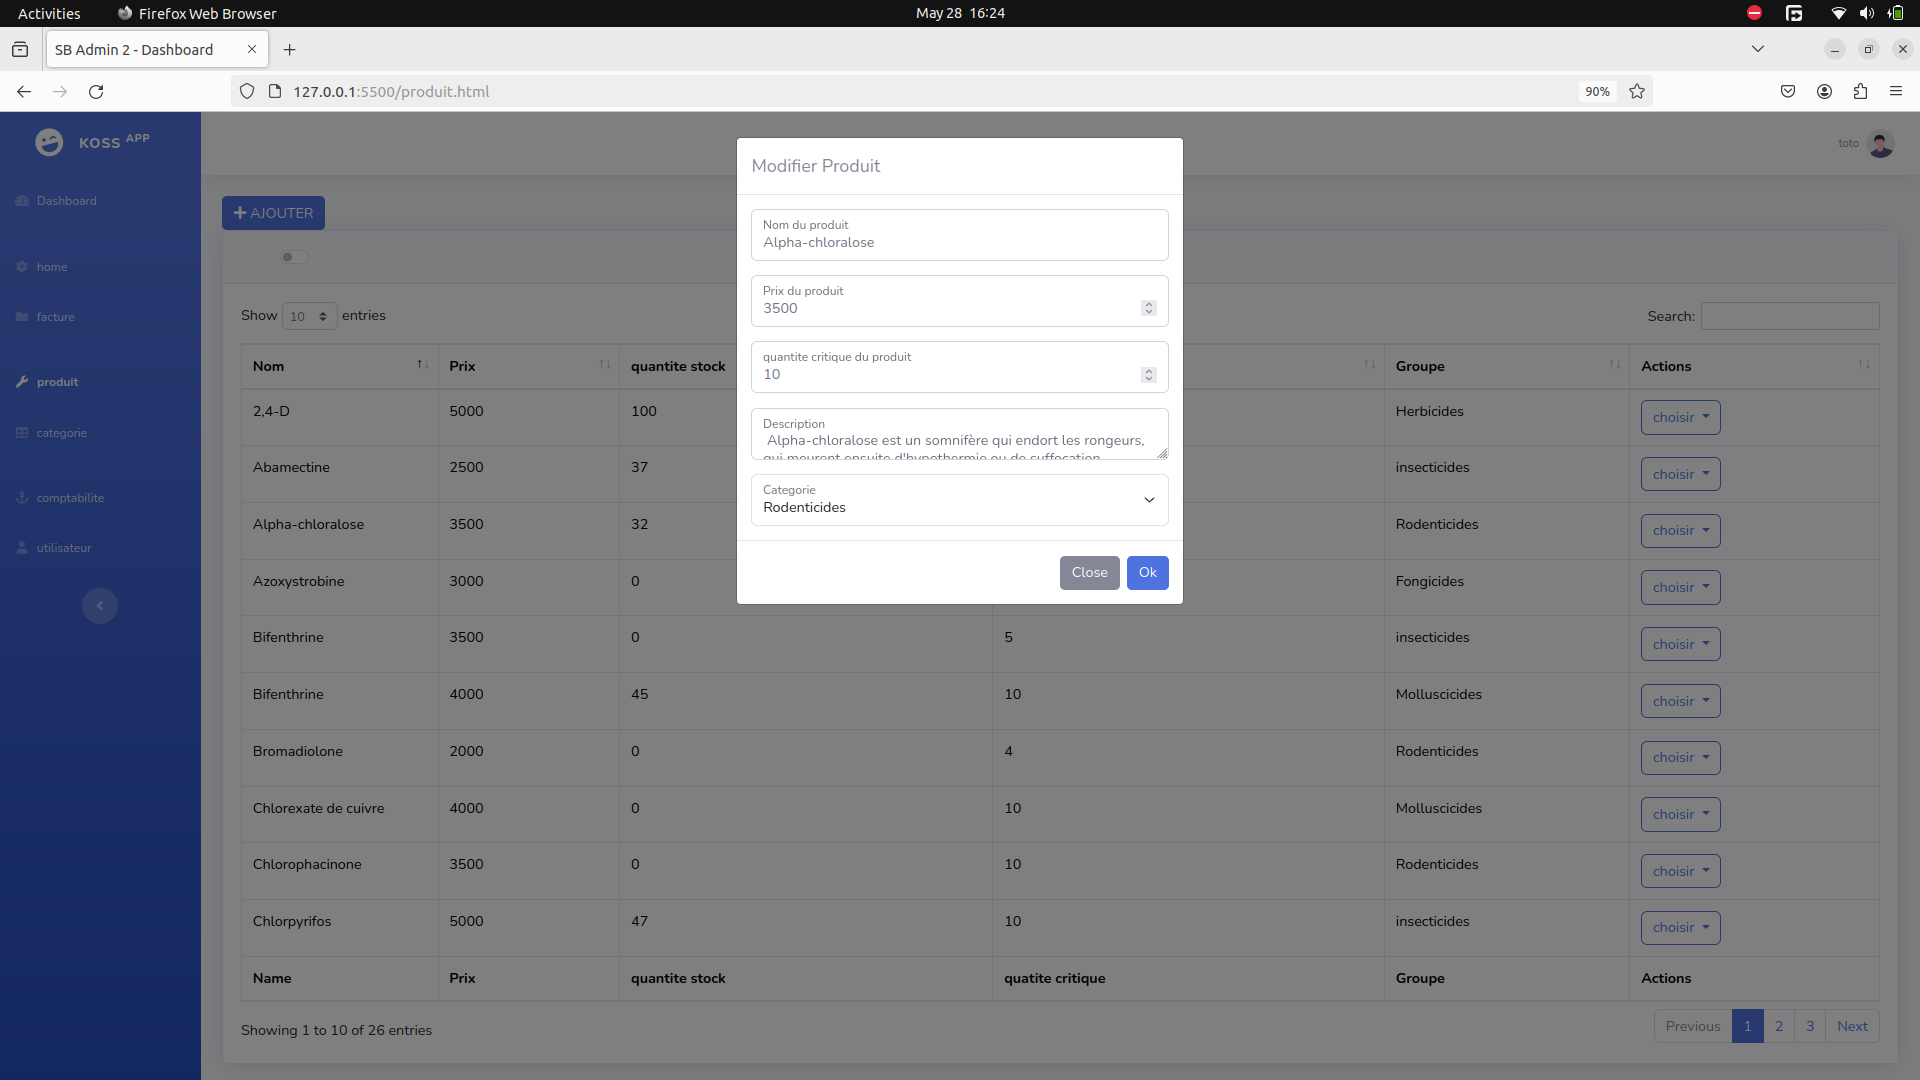 Activities Firefox Web Browser May 28 16:24
SB Admin 2 - Dashboard
127.0.0.1:5500/produit.html 90%
KOSS APP
toto
Dashboard
home
facture
produit
categorie
comptabilite
utilisateur
AJOUTER
Show 10 entries
Search:
Nom Prix quantite stock Groupe Actions
2,4-D 5000 100 Herbicides choisir
Abamectine 2500 37 insecticides choisir
Alpha-chloralose 3500 32 Rodenticides choisir
Azoxystrobine 3000 0 Fongicides choisir
Bifenthrine 3500 0 5 insecticides choisir
Bifenthrine 4000 45 10 Molluscicides choisir
Bromadiolone 2000 0 4 Rodenticides choisir
Chlorexate de cuivre 4000 0 10 Molluscicides choisir
Chlorophacinone 3500 0 10 Rodenticides choisir
Chlorpyrifos 5000 47 10 insecticides choisir
Name Prix quantite stock quatite critique Groupe Actions
Showing 1 to 10 of 26 entries
Previous 1 2 3 Next
Modifier Produit
Nom du produit
Alpha-chloralose
Prix du produit
3500
quantite critique du produit
10
Description
Alpha-chloralose est un somnifère qui endort les rongeurs,
qui meurent ensuite d'hypothermie ou de suffocation
Categorie
Rodenticides
Close Ok